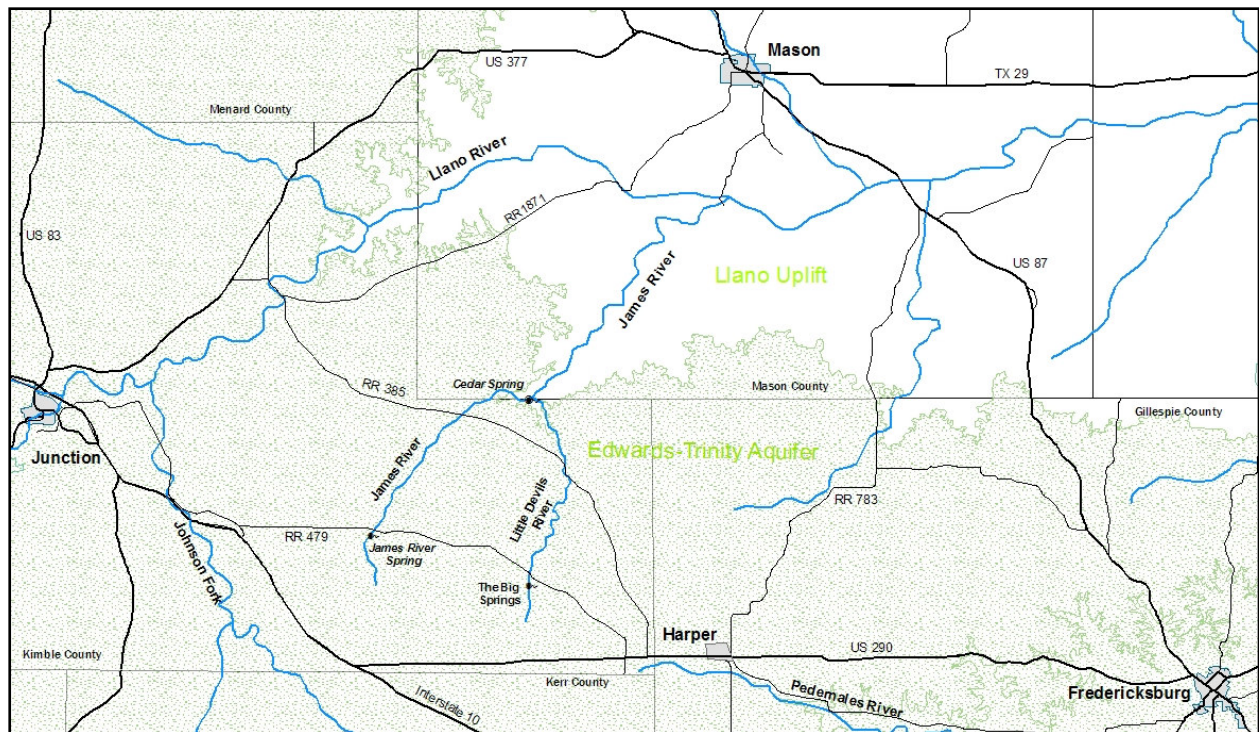 Mason
US 377
TX 29
Menard County
Llano River
RR1871
US 83
James River
Llano Uplift
US 87
RR 385
Cedar Spring
Mason County
Gillespie County
Junction
James River
Edwards-Trinity Aquifer
Little Devils
River
RR 783
Johnson Fork
RR 479
James River
Spring
The Big
Springs
Harper
US 290
Kimble County
Kerr County
Interstate 10
Pedernales River
Fredericksburg